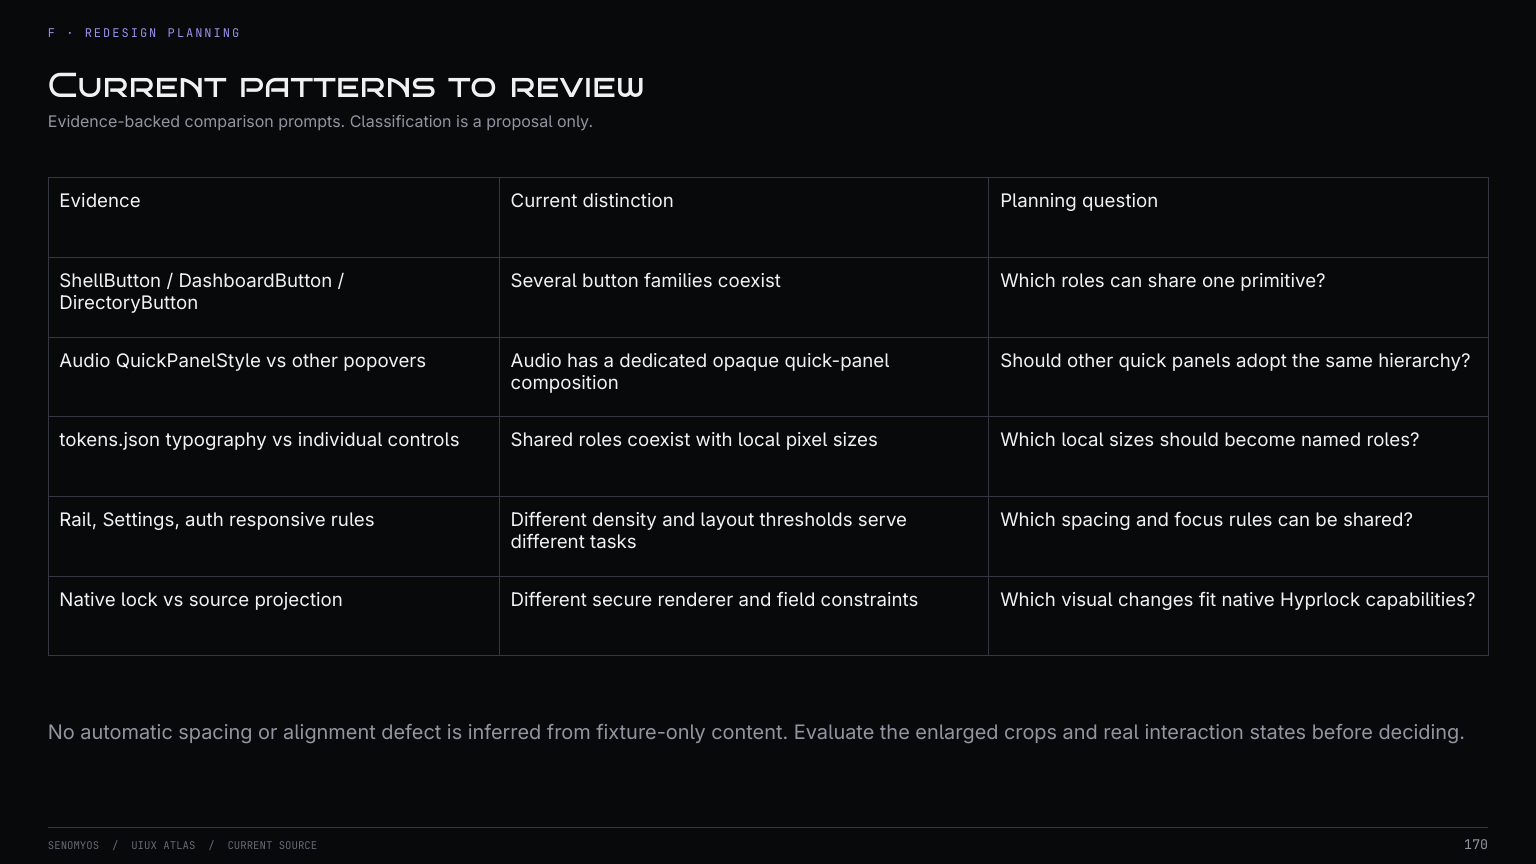 F · REDESIGN PLANNING
Current patterns to review
Evidence-backed comparison prompts. Classification is a proposal only.
Evidence
Current distinction
Planning question
ShellButton / DashboardButton /
DirectoryButton
Several button families coexist
Which roles can share one primitive?
Audio QuickPanelStyle vs other popovers
Audio has a dedicated opaque quick-panel
composition
Should other quick panels adopt the same hierarchy?
tokens.json typography vs individual controls
Shared roles coexist with local pixel sizes
Which local sizes should become named roles?
Rail, Settings, auth responsive rules
Different density and layout thresholds serve
different tasks
Which spacing and focus rules can be shared?
Native lock vs source projection
Different secure renderer and field constraints
Which visual changes fit native Hyprlock capabilities?
No automatic spacing or alignment defect is inferred from fixture-only content. Evaluate the enlarged crops and real interaction states before deciding.
SENOMYOS / UIUX ATLAS / CURRENT SOURCE
170